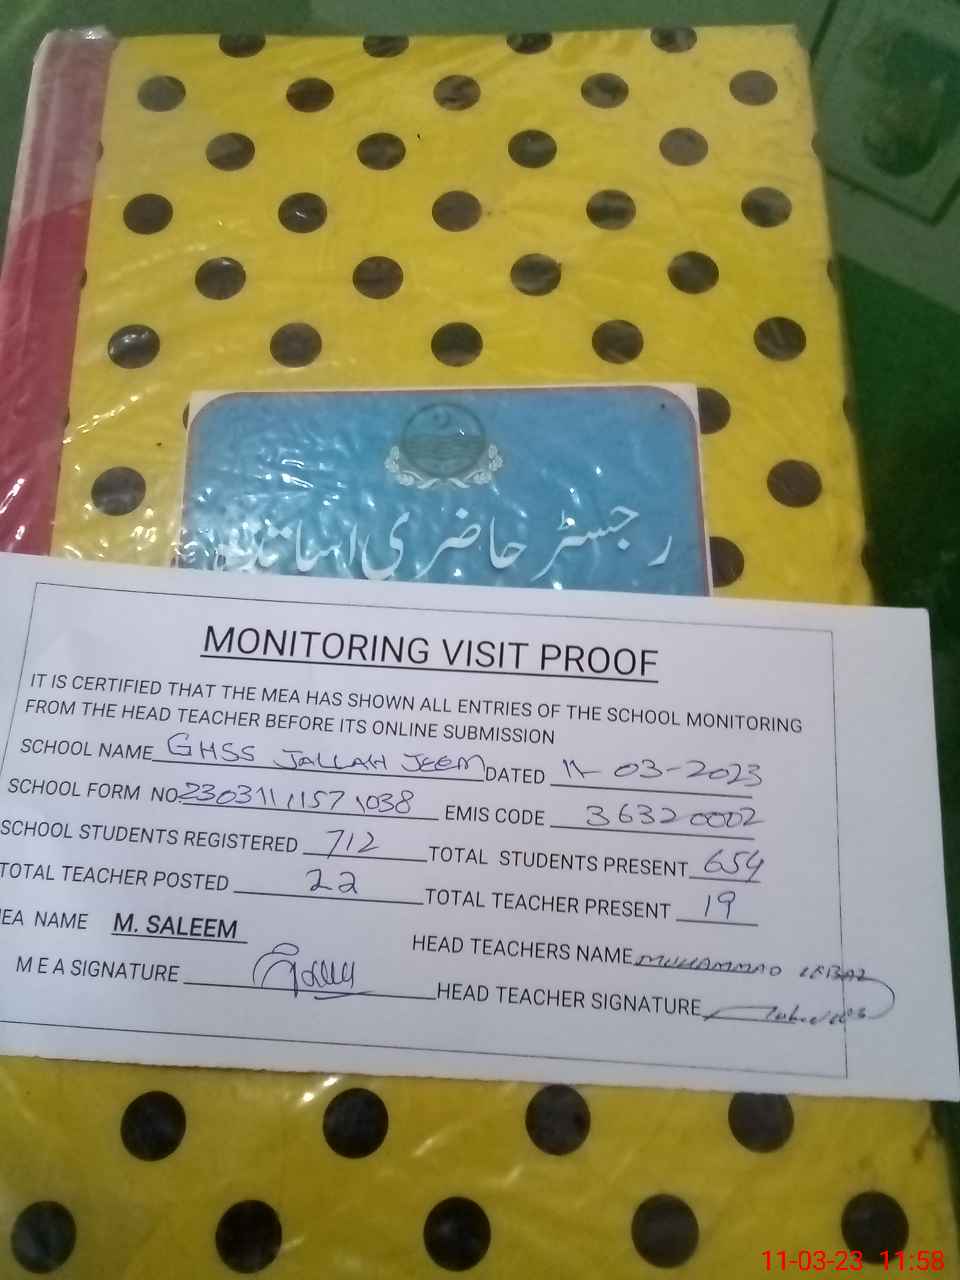 رجسٹر حاضری اساتذہ
MONITORING VISIT PROOF
IT IS CERTIFIED THAT THE MEA HAS SHOWN ALL ENTRIES OF THE SCHOOL MONITORING
FROM THE HEAD TEACHER BEFORE ITS ONLINE SUBMISSION
SCHOOL NAME GHSS JALLAH JEEM DATED 11-03-2023
SCHOOL FORM NO. EMIS CODE 36320002
SCHOOL STUDENTS REGISTERED 712 TOTAL STUDENTS PRESENT 654
TOTAL TEACHER POSTED 22 TOTAL TEACHER PRESENT 19
EA NAME M. SALEEM HEAD TEACHERS NAME MUHAMMAD
M E A SIGNATURE HEAD TEACHER SIGNATURE
11-03-23 11:58